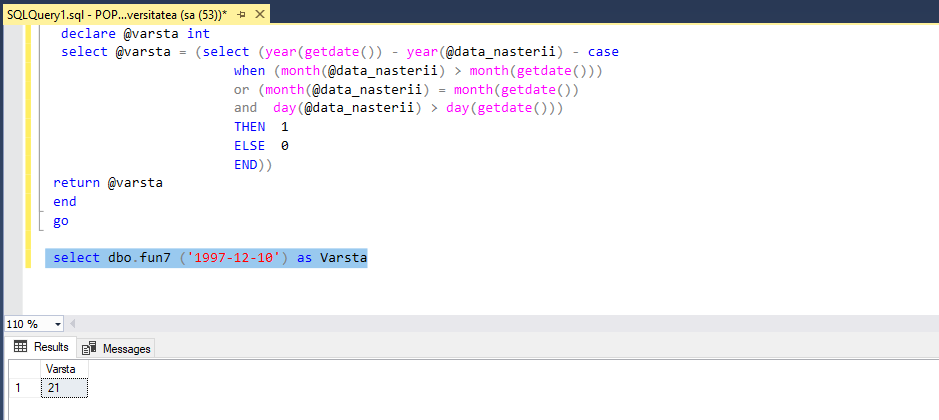 SQLQuery1.sql - POP...versitatea (sa (53))*
declare @varsta int
select @varsta = (select (year(getdate()) - year(@data_nasterii) - case
when (month(@data_nasterii) > month(getdate()))
or (month(@data_nasterii) = month(getdate())
and  day(@data_nasterii) > day(getdate()))
THEN  1
ELSE  0
END))
return @varsta
end
go
select dbo.fun7 ('1997-12-10') as Varsta
110 %
Results Messages
Varsta
1 21